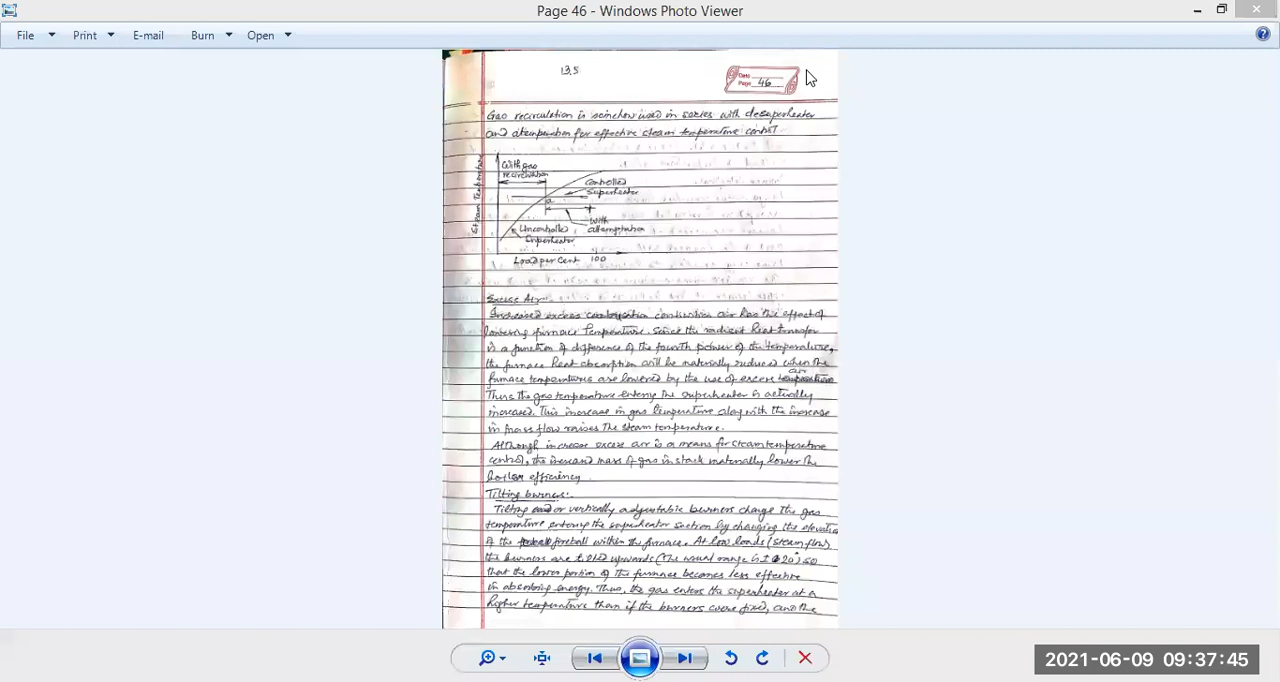 Page 46 - Windows Photo Viewer
File Print E-mail Burn Open
13.5
Date
Page 46
Gas recirculation is somehow used in series with desuperheater
and attemperation for effective steam temperature control
Steam Temperature
With gas
recirculation
Controlled
Superheater
a
With
attemptation
Uncontrolled
Superheater
Load per cent 100
Excess Air:-
Increased excess combustion air has the effect of
lowering furnace temperature. Since the radient heat transfer
is a function of difference of the fourth power of the temperature,
the furnace heat absorption will be materially reduced when the
furnace temperatures are lowered by the use of excess air
Thus the gas temperature entering the superheater is actually
increased. This increase in gas temperature along with the increase
in mass flow raises the steam temperature.
Although increase excess air is a means for steam temperature
control, the increased mass of gas in stack materially lower the
boiler efficiency.
Tilting burners:-
Tilting or vertically adjustable burners change the gas
temperature entering the superheater section by changing the elevation
of the fireball within the furnace. At low loads (steam flow)
the burners are tilted upwards (The usual range is ± 20°) so
that the lower portion of the furnace becomes less effective
in absorbing energy. Thus, the gas enters the superheater at a
higher temperature than if the burners were fixed, and the
2021-06-09 09:37:45